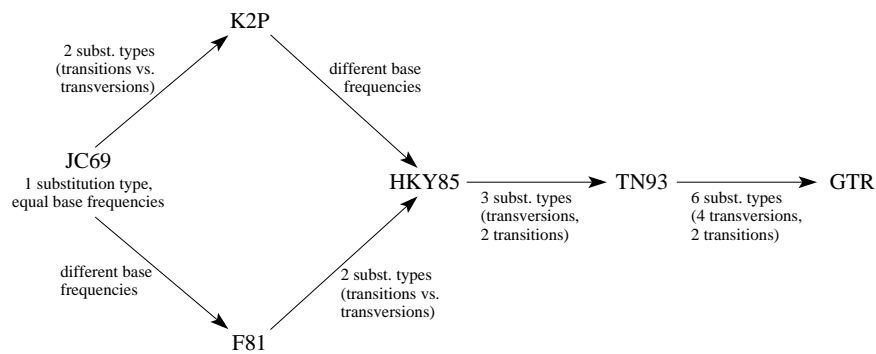 K2P
2 subst. types
(transitions vs.
transversions)
different base
frequencies
JC69
1 substitution type,
equal base frequencies
HKY85
3 subst. types
(transversions,
2 transitions)
TN93
6 subst. types
(4 transversions,
2 transitions)
GTR
different base
frequencies
2 subst. types
(transitions vs.
transversions)
F81